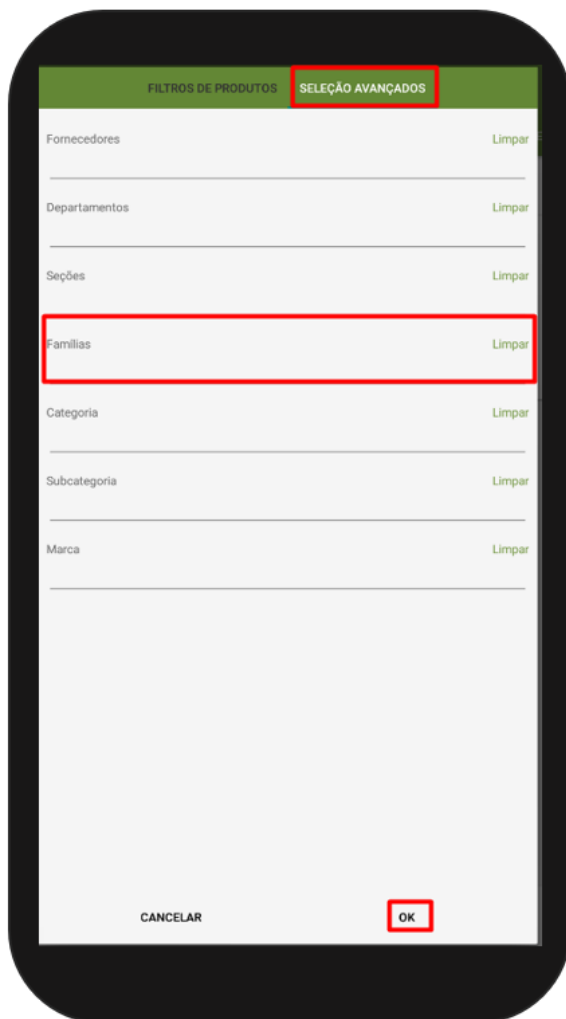 FILTROS DE PRODUTOS SELEÇÃO AVANÇADOS
Fornecedores Limpar
Departamentos Limpar
Seções Limpar
Famílias Limpar
Categoria Limpar
Subcategoria Limpar
Marca Limpar
CANCELAR OK